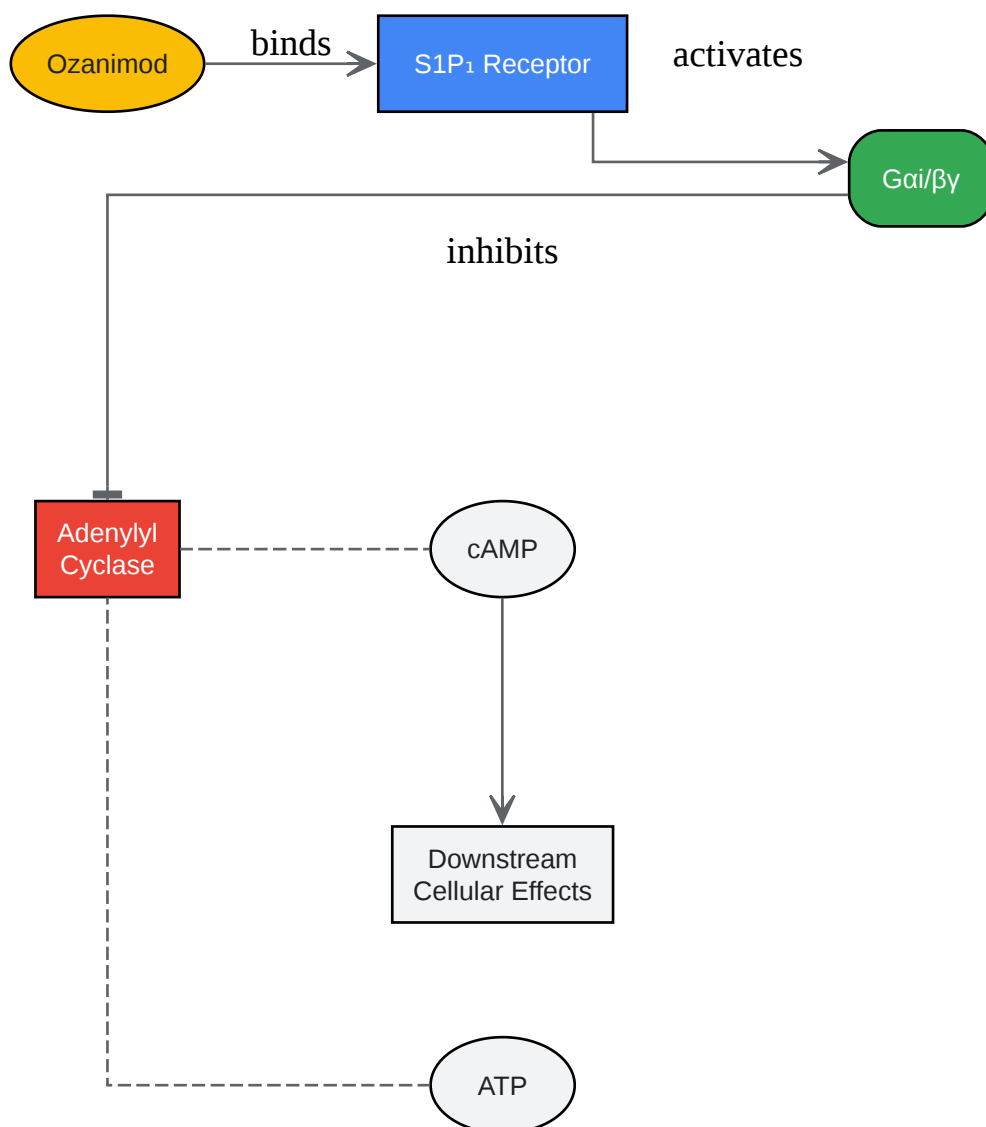 Ozanimod
binds
S1P₁ Receptor
activates
Gαi/βγ
inhibits
Adenylyl
Cyclase
cAMP
Downstream
Cellular Effects
ATP